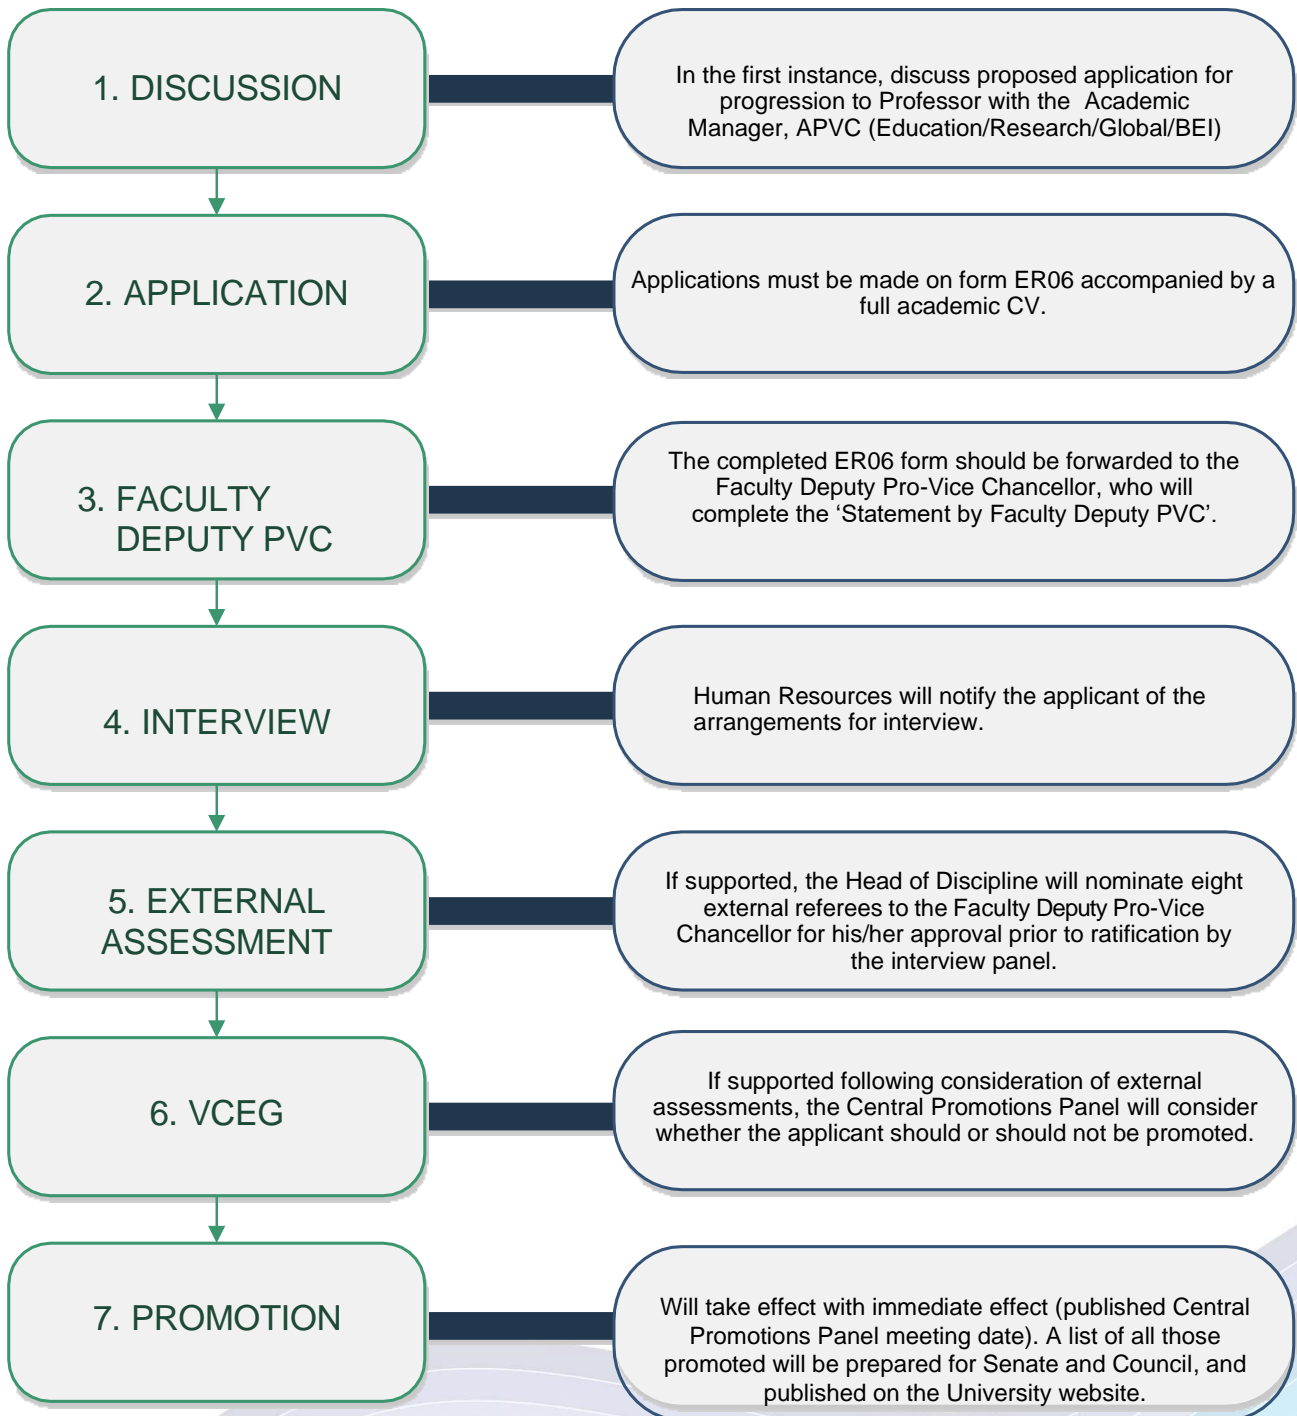 1. DISCUSSION
In the first instance, discuss proposed application for
progression to Professor with the Academic
Manager, APVC (Education/Research/Global/BEI)
2. APPLICATION
Applications must be made on form ER06 accompanied by a
full academic CV.
3. FACULTY
DEPUTY PVC
The completed ER06 form should be forwarded to the
Faculty Deputy Pro-Vice Chancellor, who will
complete the ‘Statement by Faculty Deputy PVC’.
4. INTERVIEW
Human Resources will notify the applicant of the
arrangements for interview.
5. EXTERNAL
ASSESSMENT
If supported, the Head of Discipline will nominate eight
external referees to the Faculty Deputy Pro-Vice
Chancellor for his/her approval prior to ratification by
the interview panel.
6. VCEG
If supported following consideration of external
assessments, the Central Promotions Panel will consider
whether the applicant should or should not be promoted.
7. PROMOTION
Will take effect with immediate effect (published Central
Promotions Panel meeting date). A list of all those
promoted will be prepared for Senate and Council, and
published on the University website.